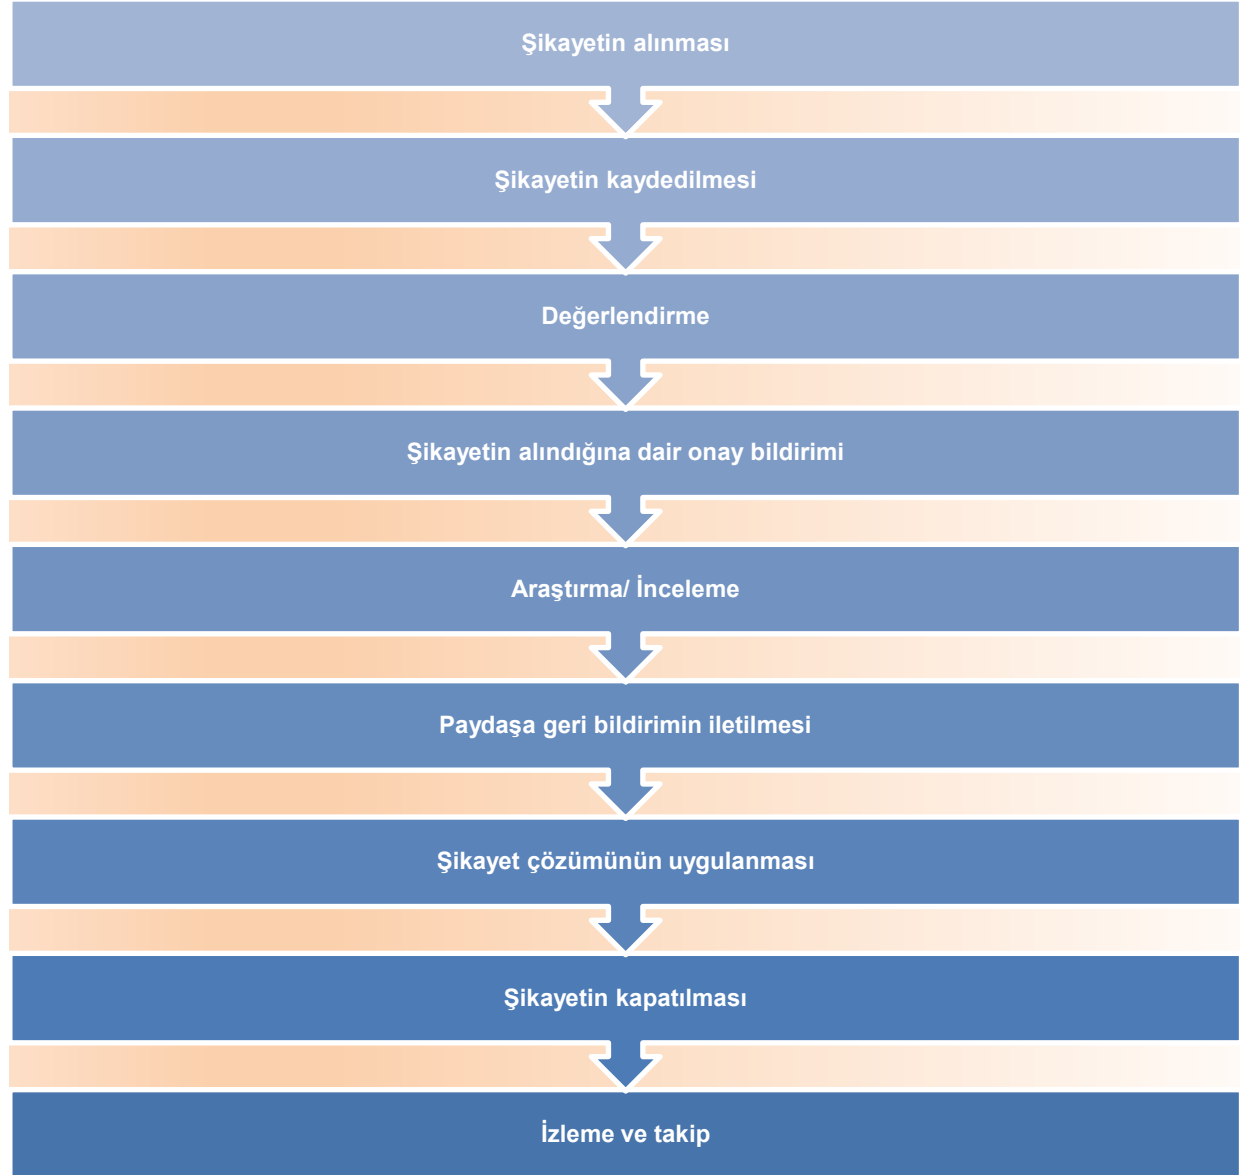 Şikayetin alınması
Şikayetin kaydedilmesi
Değerlendirme
Şikayetin alındığına dair onay bildirimi
Araştırma/ İnceleme
Paydaşa geri bildirimin iletilmesi
Şikayet çözümünün uygulanması
Şikayetin kapatılması
İzleme ve takip